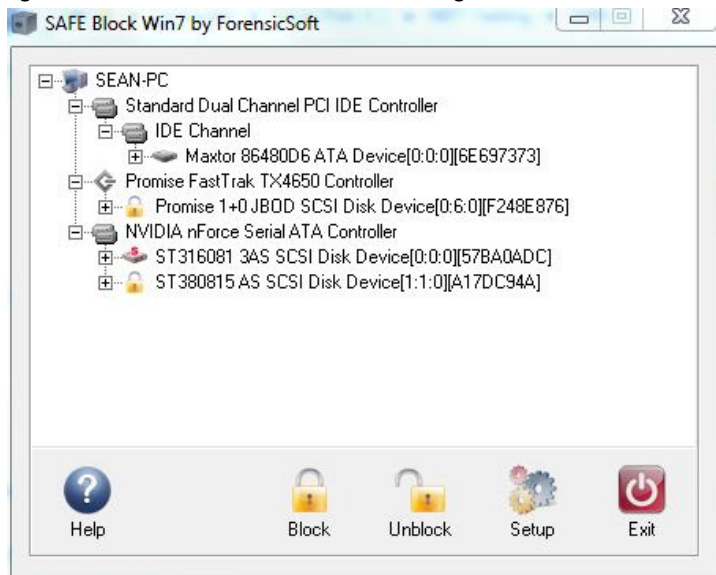 SAFE Block Win7 by ForensicSoft
SEAN-PC
Standard Dual Channel PCI IDE Controller
IDE Channel
Maxtor 86480D6 ATA Device[0:0:0][6E697373]
Promise FastTrak TX4650 Controller
Promise 1+0 JBOD SCSI Disk Device[0:6:0][F248E876]
NVIDIA nForce Serial ATA Controller
ST316081 3AS SCSI Disk Device[0:0:0][57BA0ADC]
ST380815 AS SCSI Disk Device[1:1:0][A17DC94A]
Help Block Unblock Setup Exit